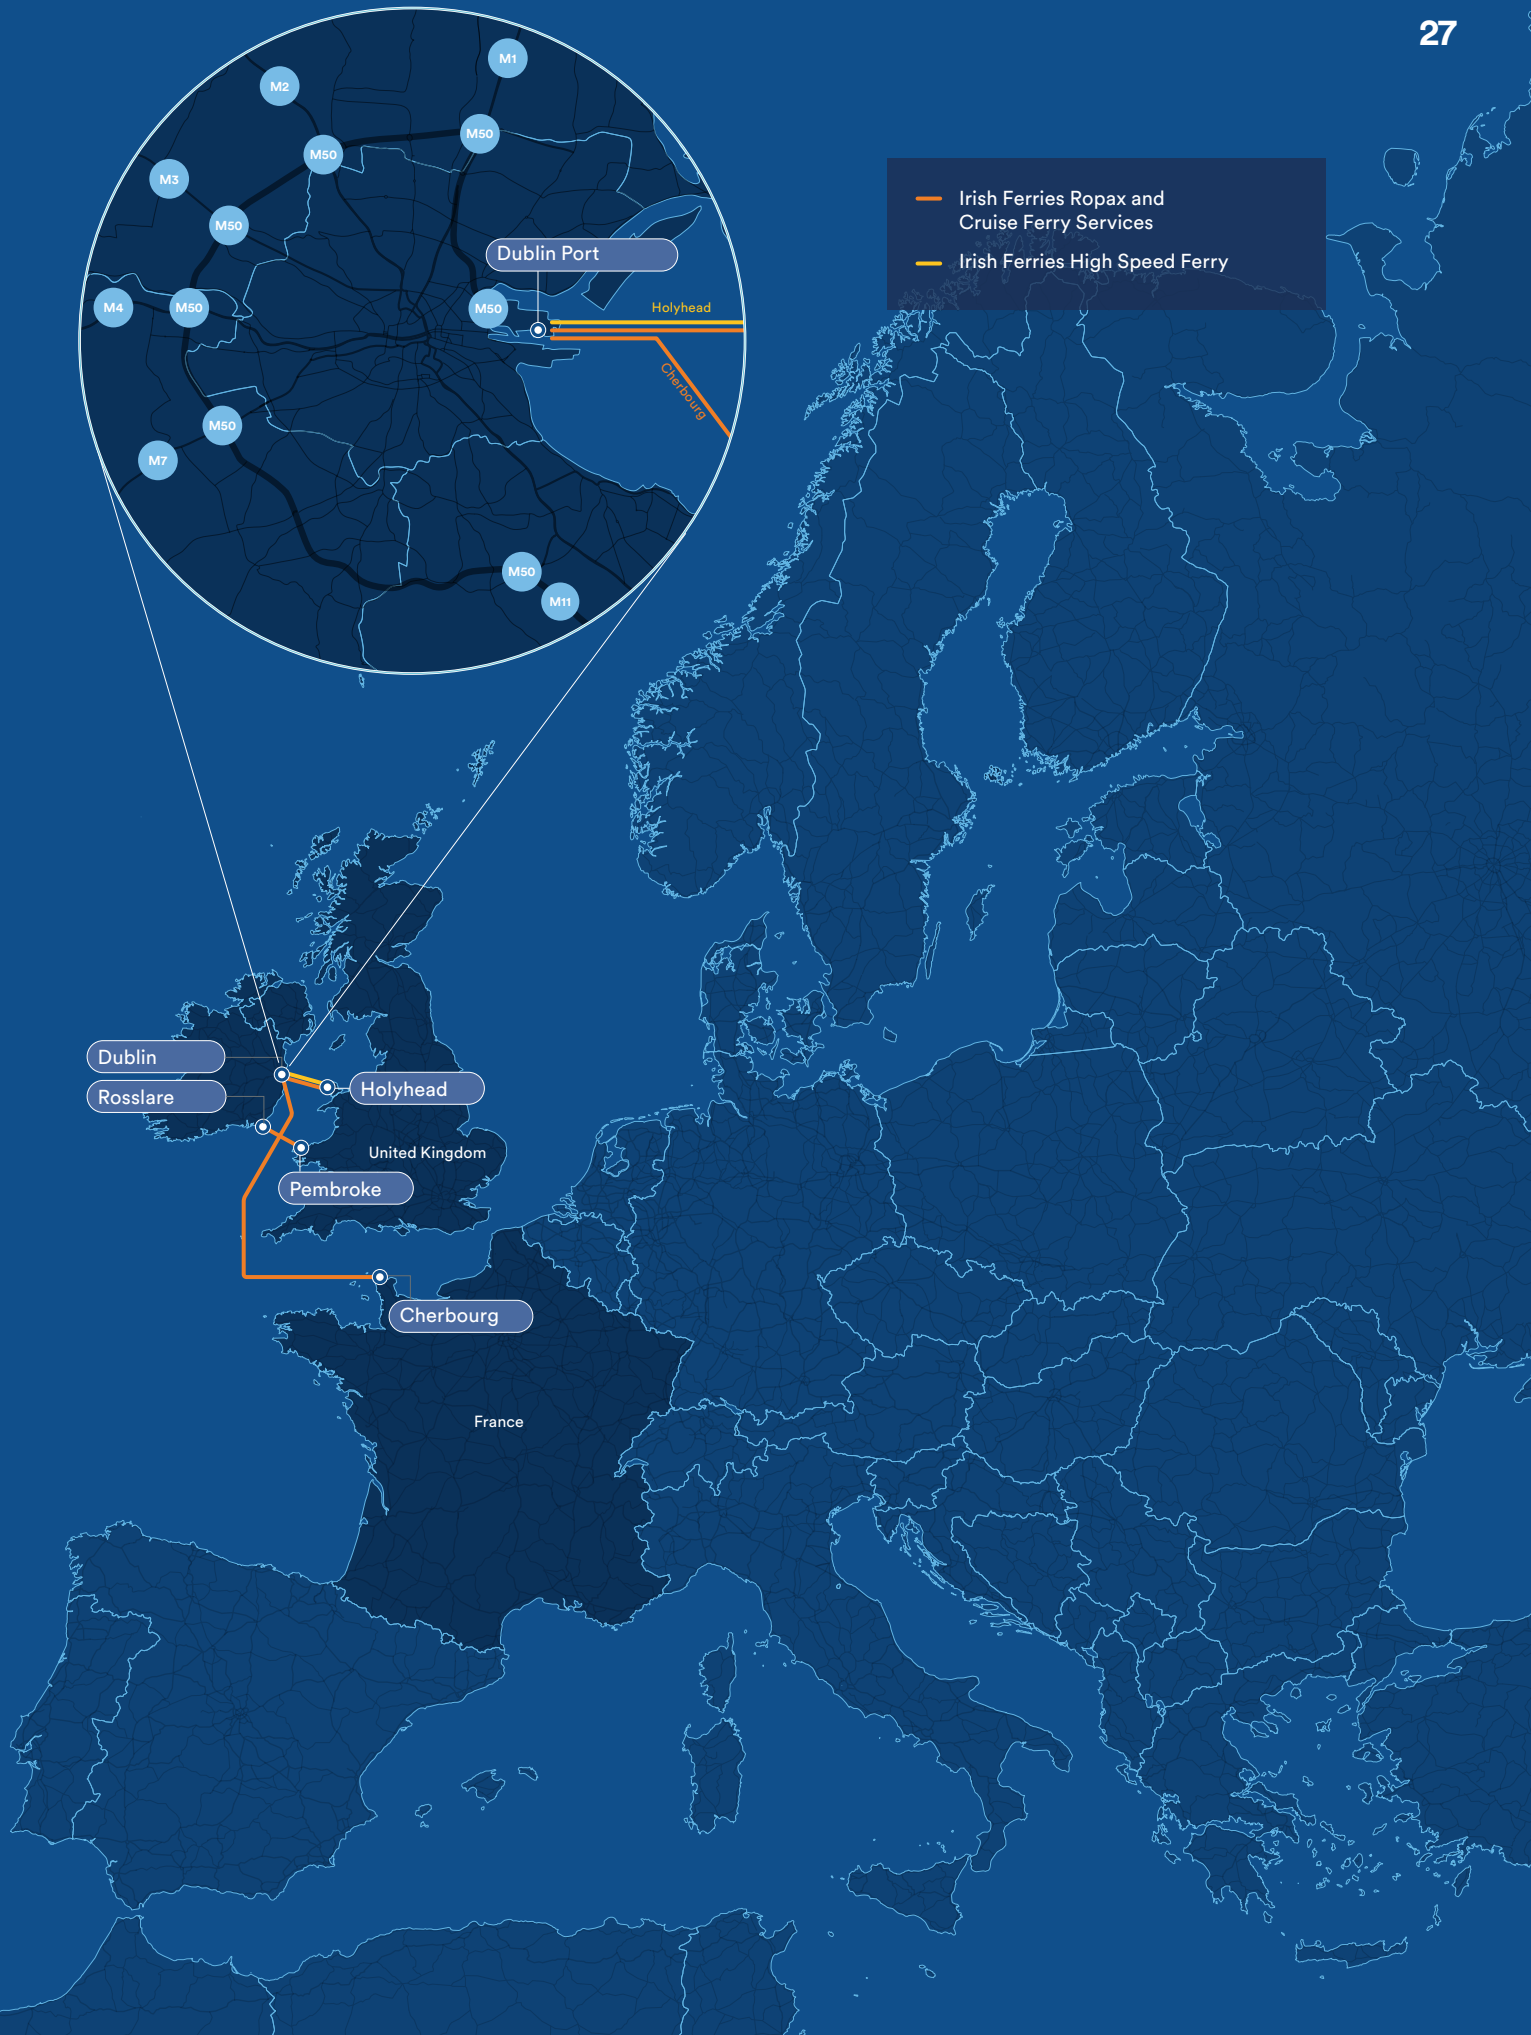 27
M1
M2
M50
M50
M3
M50
Dublin Port
M4
M50
M50
Holyhead
Cherbourg
M50
M7
M50
M11
Irish Ferries Ropax and
Cruise Ferry Services
Irish Ferries High Speed Ferry
Dublin
Rosslare
Holyhead
United Kingdom
Pembroke
Cherbourg
France